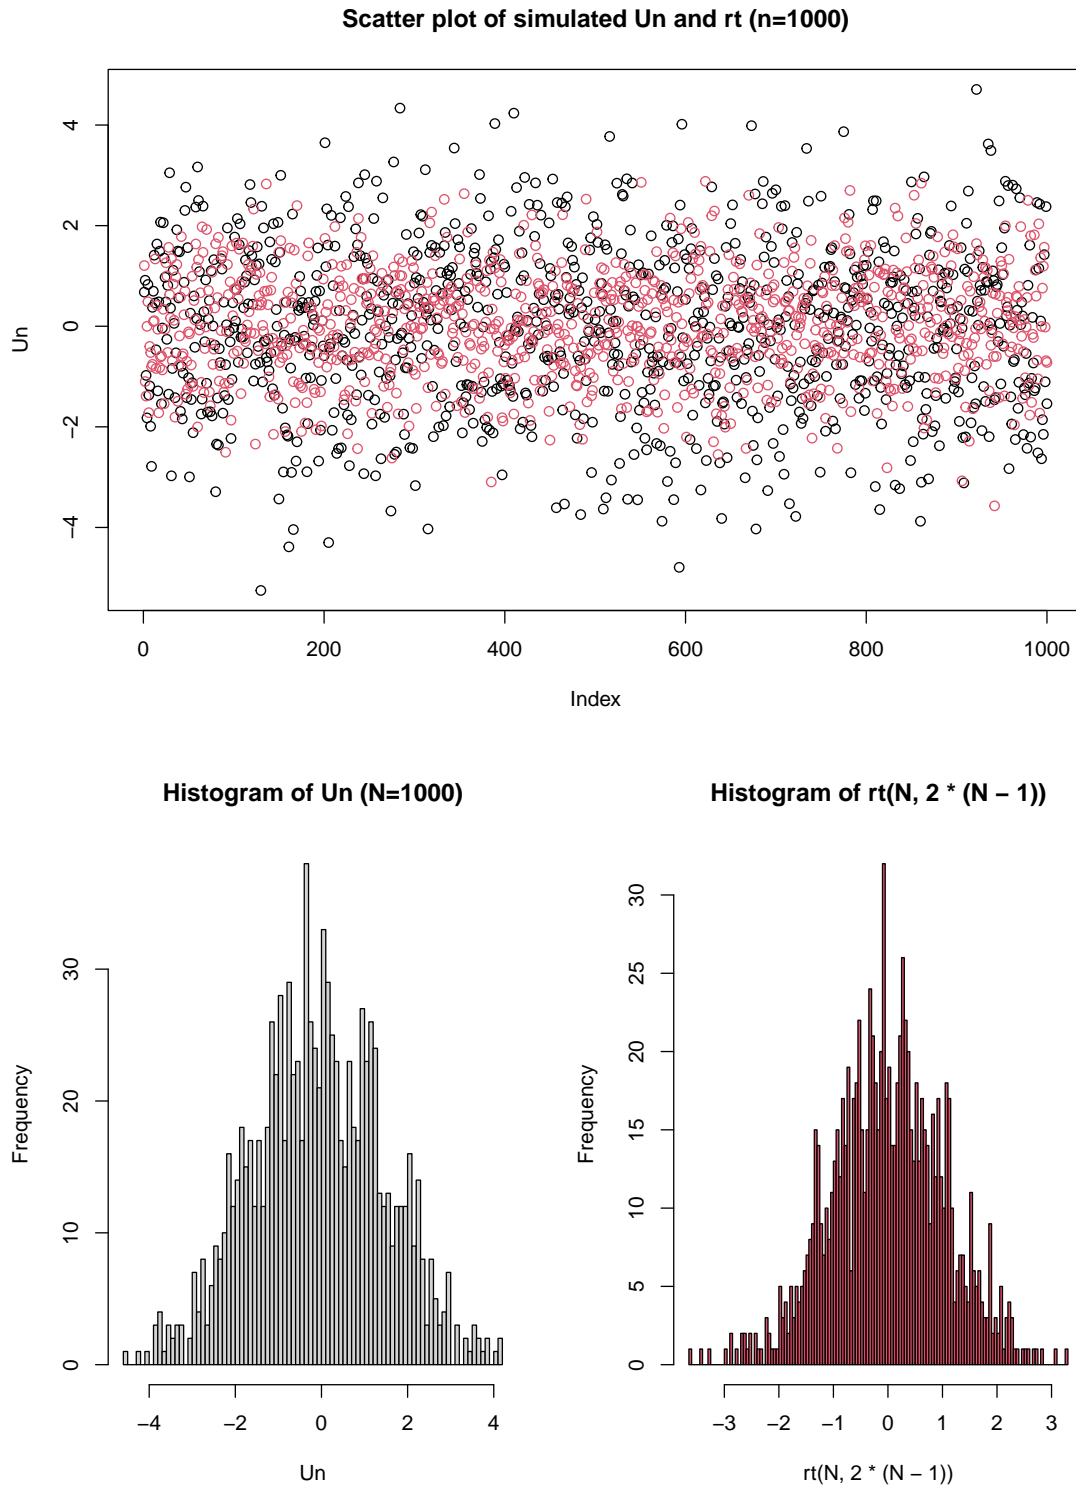 Scatter plot of simulated Un and rt (n=1000)
4
2
0
−2
−4
Un
0 200 400 600 800 1000
Index
Histogram of Un (N=1000)
30
20
10
0
Frequency
−4 −2 0 2 4
Un
Histogram of rt(N, 2 * (N − 1))
30
25
20
15
10
5
0
Frequency
−3 −2 −1 0 1 2 3
rt(N, 2 * (N − 1))